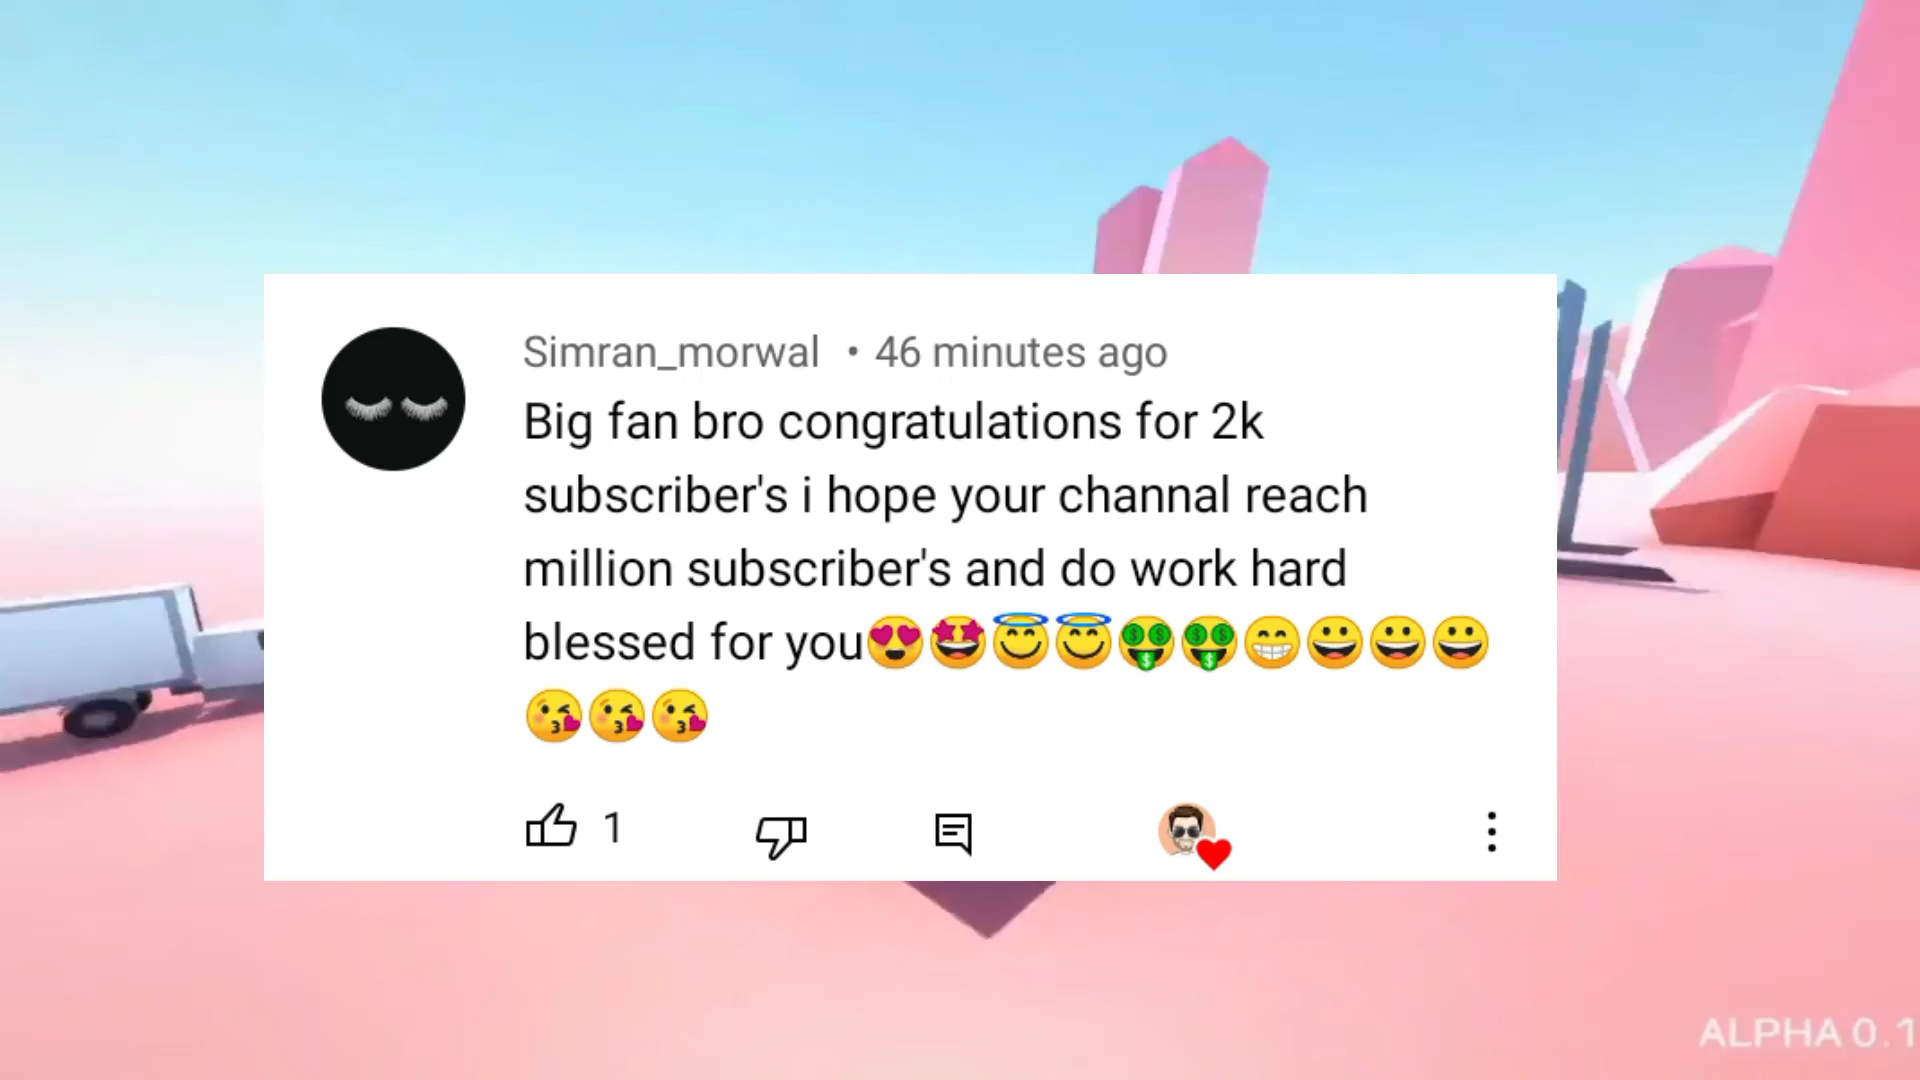 Simran_morwal • 46 minutes ago
Big fan bro congratulations for 2k
subscriber's i hope your channal reach
million subscriber's and do work hard
blessed for you😍🤩😇😇🤑🤑😁😀😀😀
😘😘😘
1
ALPHA 0.1